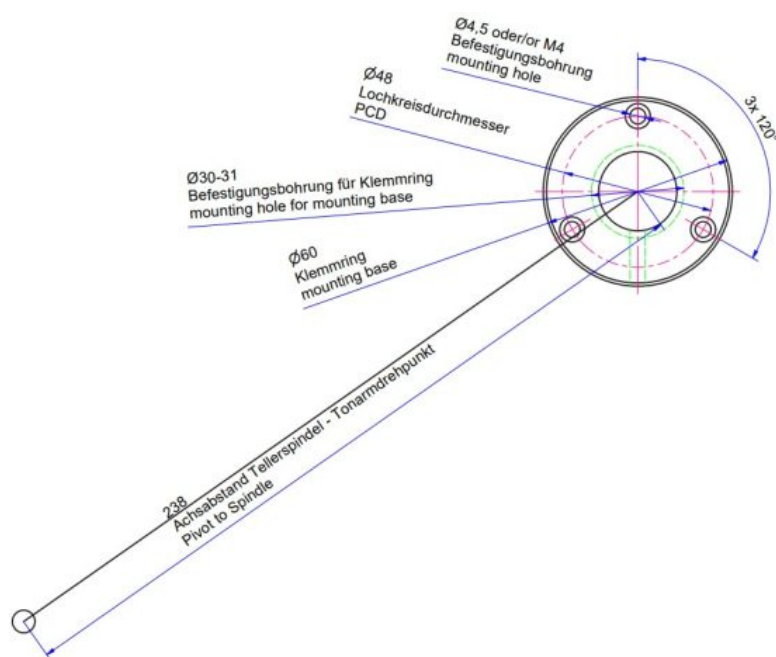 Ø4,5 oder/or M4
Befestigungsbohrung
mounting hole
Ø48
Lochkreisdurchmesser
PCD
3x 120°
Ø30-31
Befestigungsbohrung für Klemmring
mounting hole for mounting base
Ø60
Klemmring
mounting base
238
Achsabstand Tellerspindel - Tonarmdrehpunkt
Pivot to Spindle